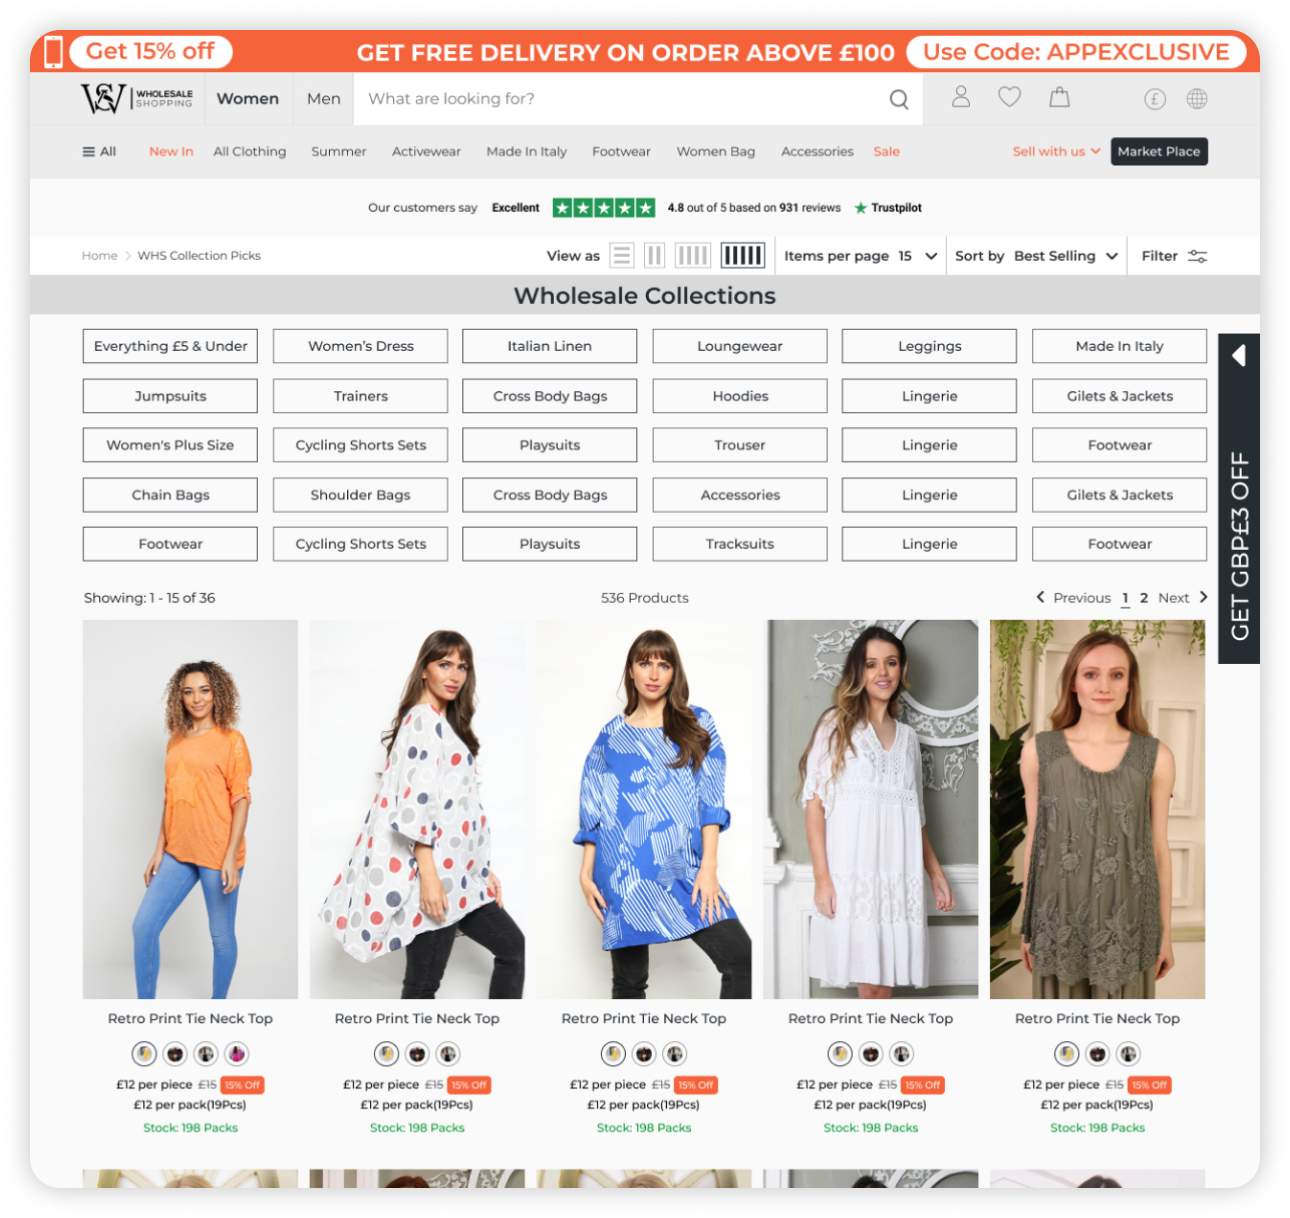 Get 15% off GET FREE DELIVERY ON ORDER ABOVE £100 Use Code: APPEXCLUSIVE
WHOLESALE
SHOPPING
Women Men What are looking for?
All New In All Clothing Summer Activewear Made In Italy Footwear Women Bag Accessories Sale Sell with us Market Place
Our customers say Excellent 4.8 out of 5 based on 931 reviews Trustpilot
Home > WHS Collection Picks View as Items per page 15 Sort by Best Selling Filter
Wholesale Collections
Everything £5 & Under Women's Dress Italian Linen Loungewear Leggings Made In Italy
Jumpsuits Trainers Cross Body Bags Hoodies Lingerie Gilets & Jackets
Women's Plus Size Cycling Shorts Sets Playsuits Trouser Lingerie Footwear
Chain Bags Shoulder Bags Cross Body Bags Accessories Lingerie Gilets & Jackets
Footwear Cycling Shorts Sets Playsuits Tracksuits Lingerie Footwear
GET GBP£3 OFF
Showing: 1 - 15 of 36 536 Products Previous 1 2 Next
Retro Print Tie Neck Top Retro Print Tie Neck Top Retro Print Tie Neck Top Retro Print Tie Neck Top Retro Print Tie Neck Top
£12 per piece £15 15% Off £12 per piece £15 15% Off £12 per piece £15 15% Off £12 per piece £15 15% Off £12 per piece £15 15% Off
£12 per pack(19Pcs) £12 per pack(19Pcs) £12 per pack(19Pcs) £12 per pack(19Pcs) £12 per pack(19Pcs)
Stock: 198 Packs Stock: 198 Packs Stock: 198 Packs Stock: 198 Packs Stock: 198 Packs